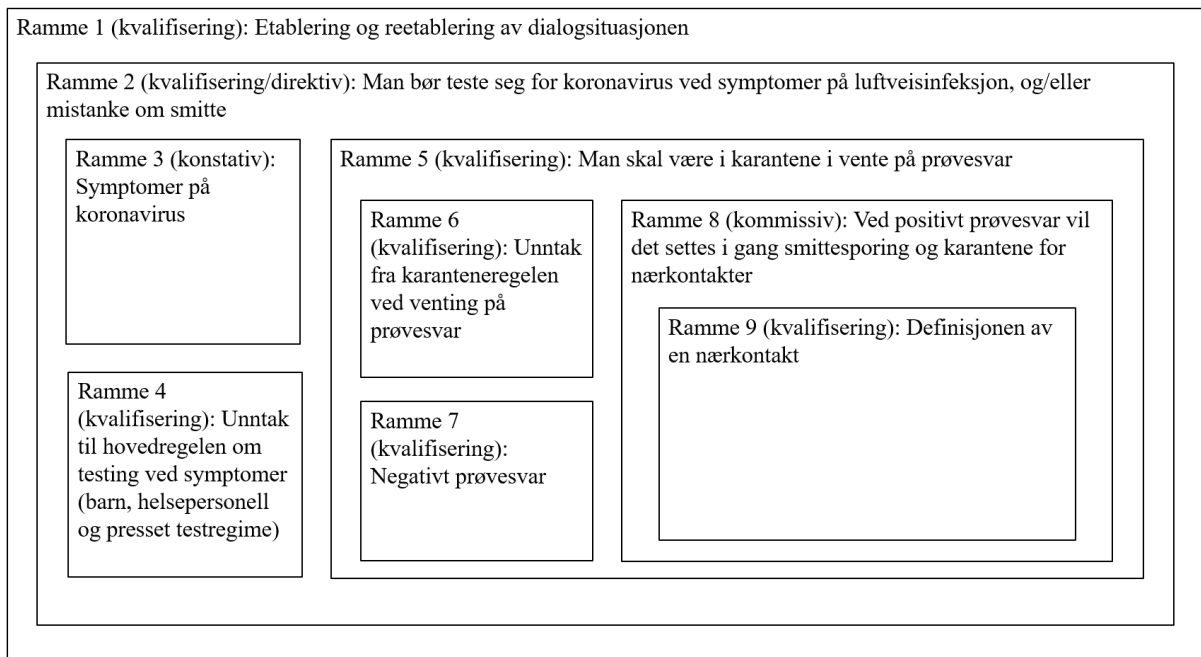 Ramme 1 (kvalifisering): Etablering og reetablering av dialogsituasjonen
Ramme 2 (kvalifisering/direktiv): Man bør teste seg for koronavirus ved symptomer på luftveisinfeksjon, og/eller
mistanke om smitte
Ramme 3 (konstativ):
Symptomer på
koronavirus
Ramme 4
(kvalifisering): Unntak
til hovedregelen om
testing ved symptomer
(barn, helsepersonell
og presset testregime)
Ramme 5 (kvalifisering): Man skal være i karantene i vente på prøvesvar
Ramme 6
(kvalifisering): Unntak
fra karanteneregelen
ved venting på
prøvesvar
Ramme 7
(kvalifisering):
Negativt prøvesvar
Ramme 8 (kommissiv): Ved positivt prøvesvar vil
det settes i gang smittesporing og karantene for
nærkontakter
Ramme 9 (kvalifisering): Definisjonen av
en nærkontakt